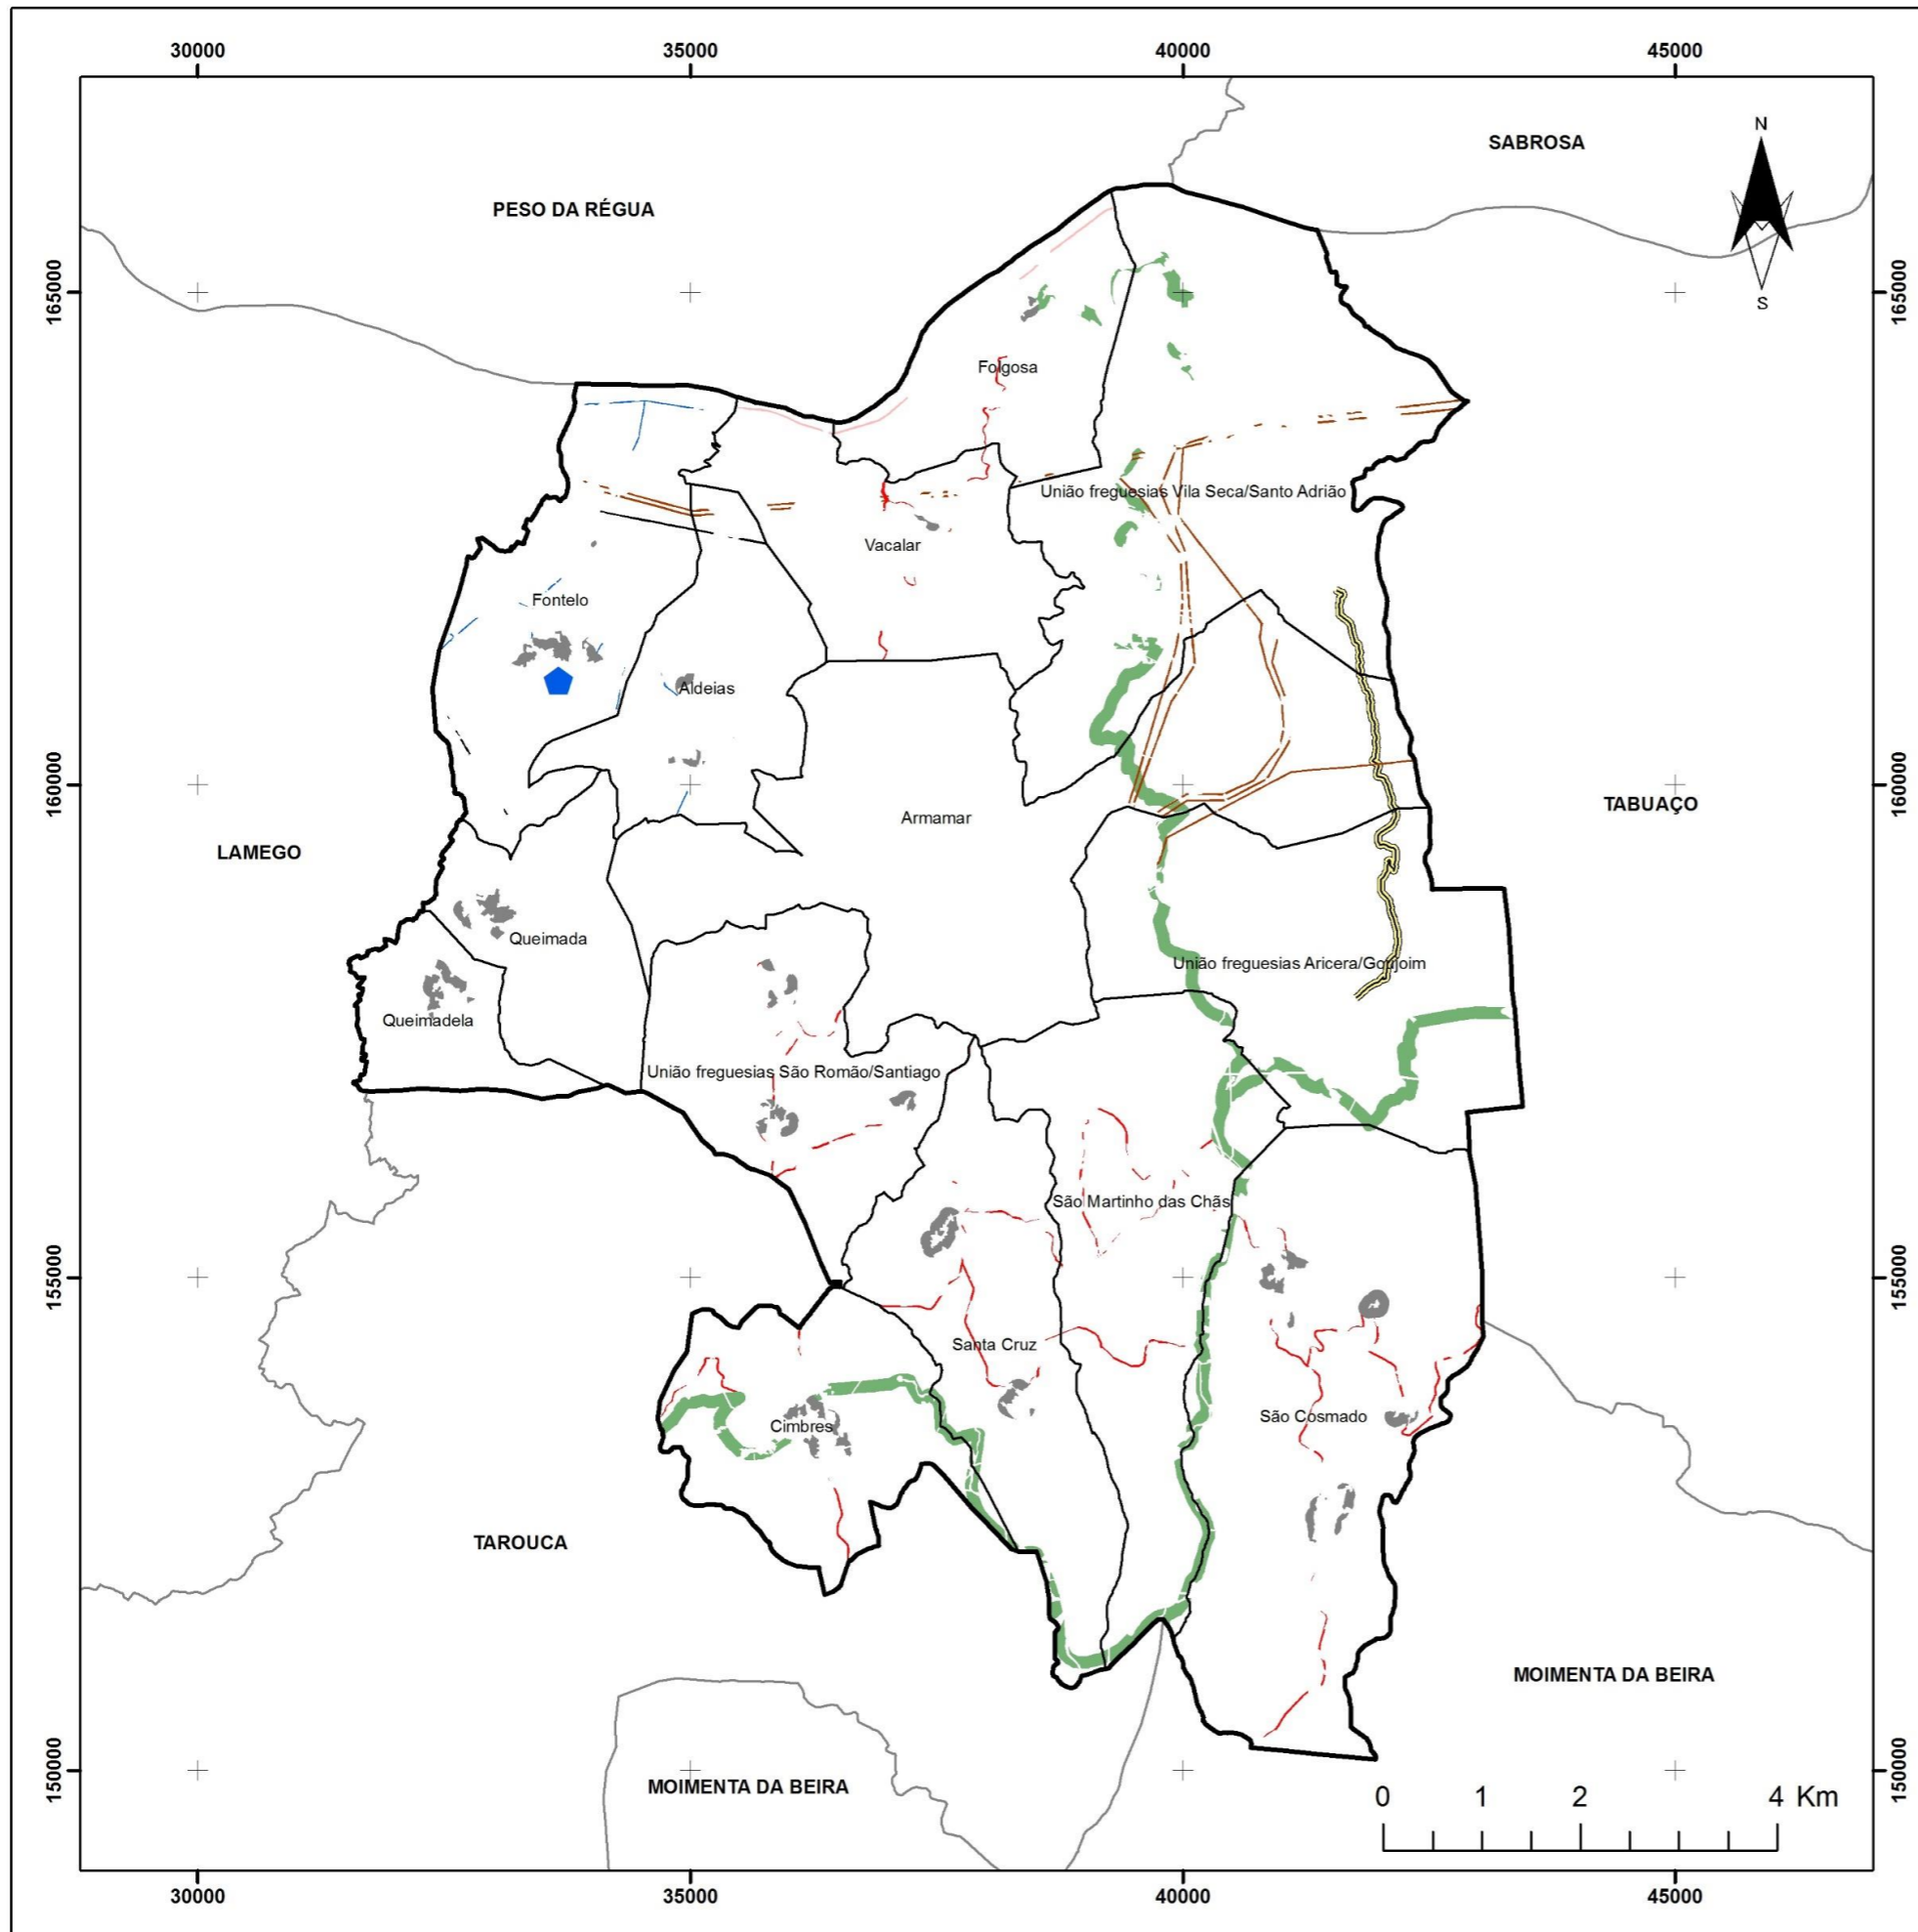 30000 35000 40000 45000
SABROSA
N
PESO DA RÉGUA
165000 165000
S
Folgosa
União freguesias Vila Seca/Santo Adrião
Vacalar
Fontelo
Aldeias
160000 160000
TABUAÇO
Armamar
LAMEGO
Queimada
União freguesias Aricera/Goujoim
Queimadela
União freguesias São Romão/Santiago
São Martinho das Chãs
155000 155000
Santa Cruz
São Cosmado
Cimbres
TAROUCA
MOIMENTA DA BEIRA
150000 150000
MOIMENTA DA BEIRA
0 1 2 4 Km
30000 35000 40000 45000